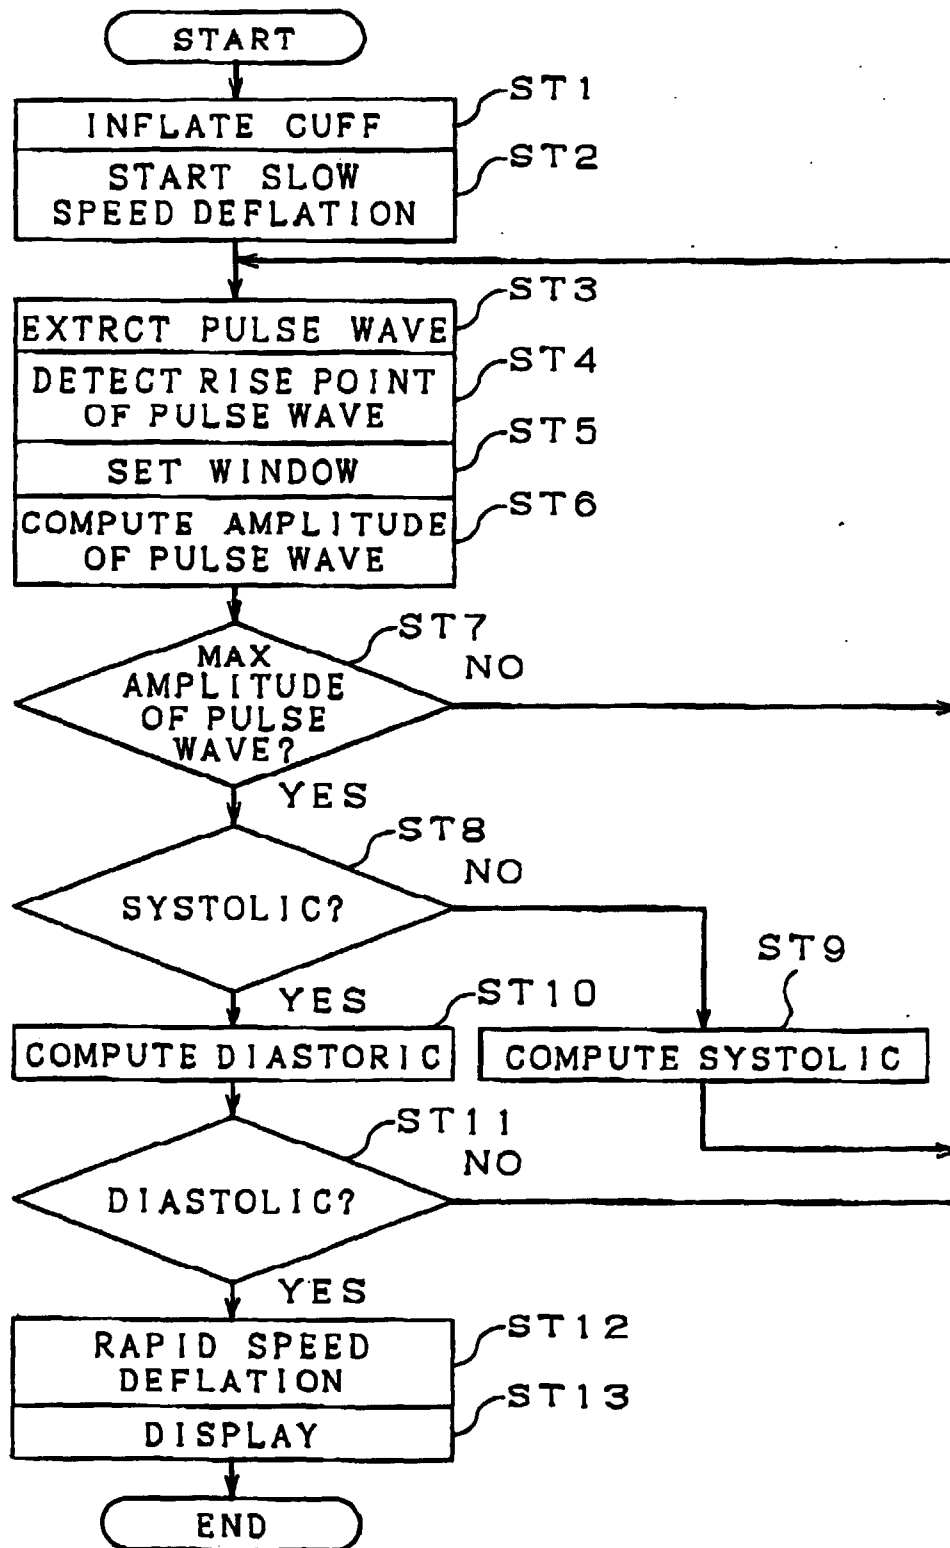 START
ST1
INFLATE CUFF
ST2
START SLOW
SPEED DEFLATION
ST3
EXTRCT PULSE WAVE
ST4
DETECT RISE POINT
OF PULSE WAVE
ST5
SET WINDOW
ST6
COMPUTE AMPLITUDE
OF PULSE WAVE
ST7
MAX
AMPLITUDE
OF PULSE
WAVE?
NO
YES
ST8
NO
SYSTOLIC?
YES
ST9
ST10
COMPUTE DIASTORIC
COMPUTE SYSTOLIC
ST11
NO
DIASTOLIC?
YES
ST12
RAPID SPEED
DEFLATION
ST13
DISPLAY
END